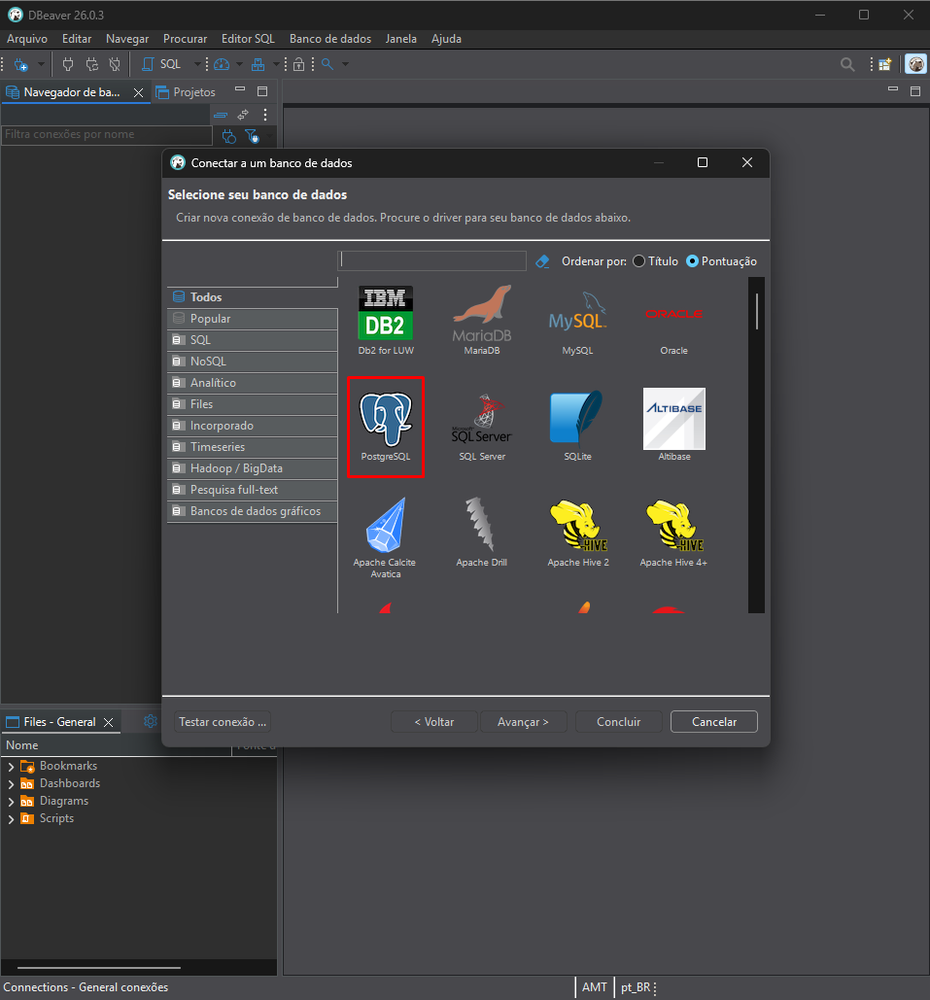 DBeaver 26.0.3
Arquivo Editar Navegar Procurar Editor SQL Banco de dados Janela Ajuda
SQL
Navegador de ba... Projetos
Filtra conexões por nome
Conectar a um banco de dados
Selecione seu banco de dados
Criar nova conexão de banco de dados. Procure o driver para seu banco de dados abaixo.
Ordenar por: Título Pontuação
Todos
Popular
SQL
NoSQL
Analítico
Files
Incorporado
Timeseries
Hadoop / BigData
Pesquisa full-text
Bancos de dados gráficos
IBM
DB2
MariaDB
MySQL
ORACLE
Db2 for LUW MariaDB MySQL Oracle
Microsoft
SQL Server
ALTIBASE
PostgreSQL SQL Server SQLite Altibase
HIVE HIVE
Apache Calcite
Avatica
Apache Drill Apache Hive 2 Apache Hive 4+
Testar conexão ... < Voltar Avançar > Concluir Cancelar
Files - General
Nome
Bookmarks
Dashboards
Diagrams
Scripts
Connections - General conexões AMT pt_BR